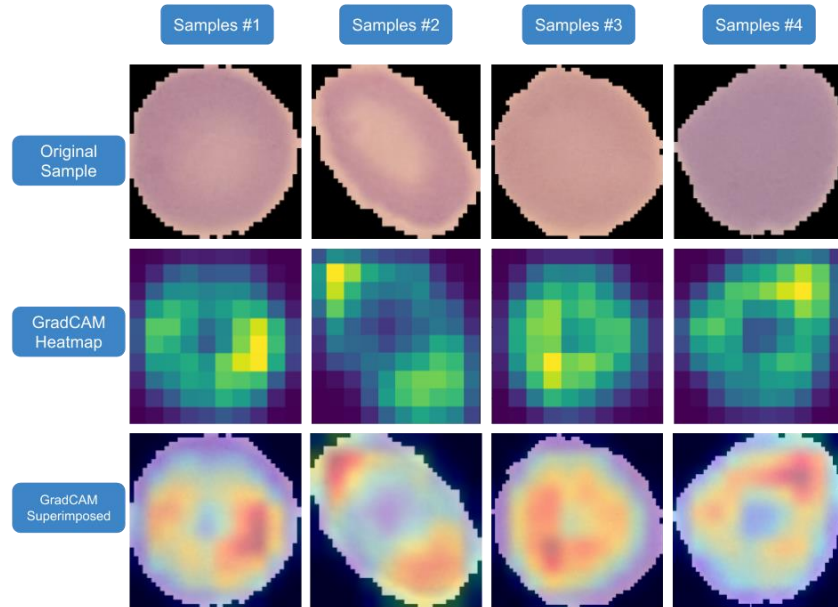 Samples #1
Samples #2
Samples #3
Samples #4
Original
Sample
GradCAM
Heatmap
GradCAM
Superimposed